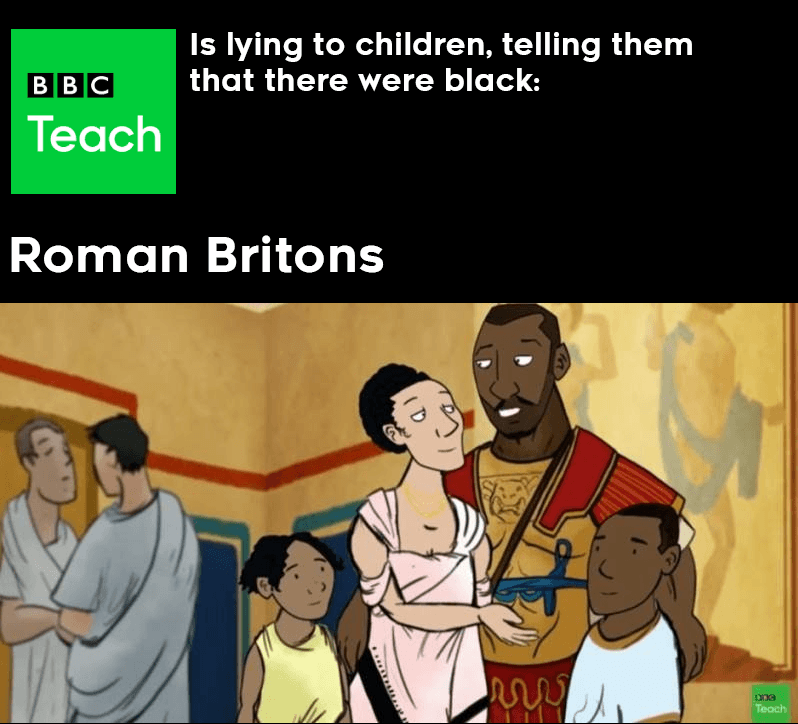 Is lying to children, telling them
that there were black:
BBC
Teach
Roman Britons
BBC
Teach